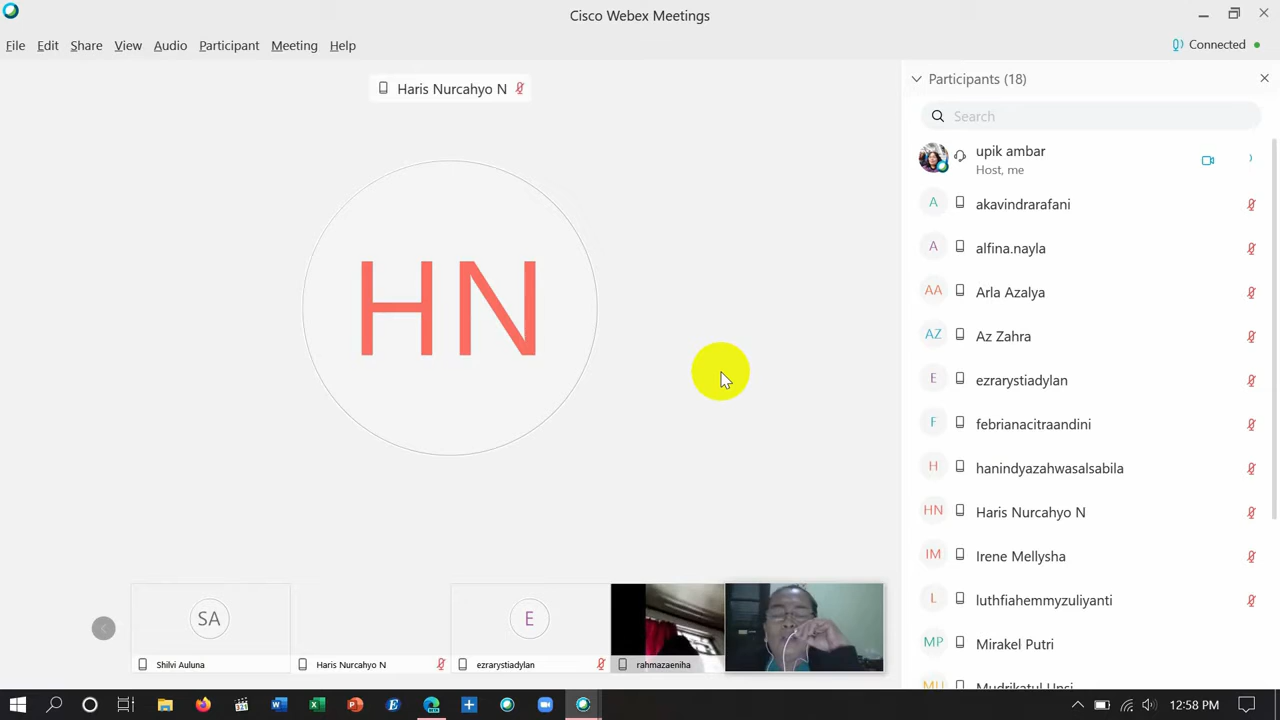 Cisco Webex Meetings
File Edit Share View Audio Participant Meeting Help
Connected
Haris Nurcahyo N
HN
Participants (18)
Search
upik ambar
Host, me
A akavindrarafani
A alfina.nayla
AA Arla Azalya
AZ Az Zahra
E ezrarystiadylan
F febrianacitraandini
H hanindyazahwasalsabila
HN Haris Nurcahyo N
IM Irene Mellysha
L luthfiahemmyzuliyanti
MP Mirakel Putri
SA
Shilvi Auluna
Haris Nurcahyo N
E
ezrarystiadylan
rahmazaeniha
12:58 PM